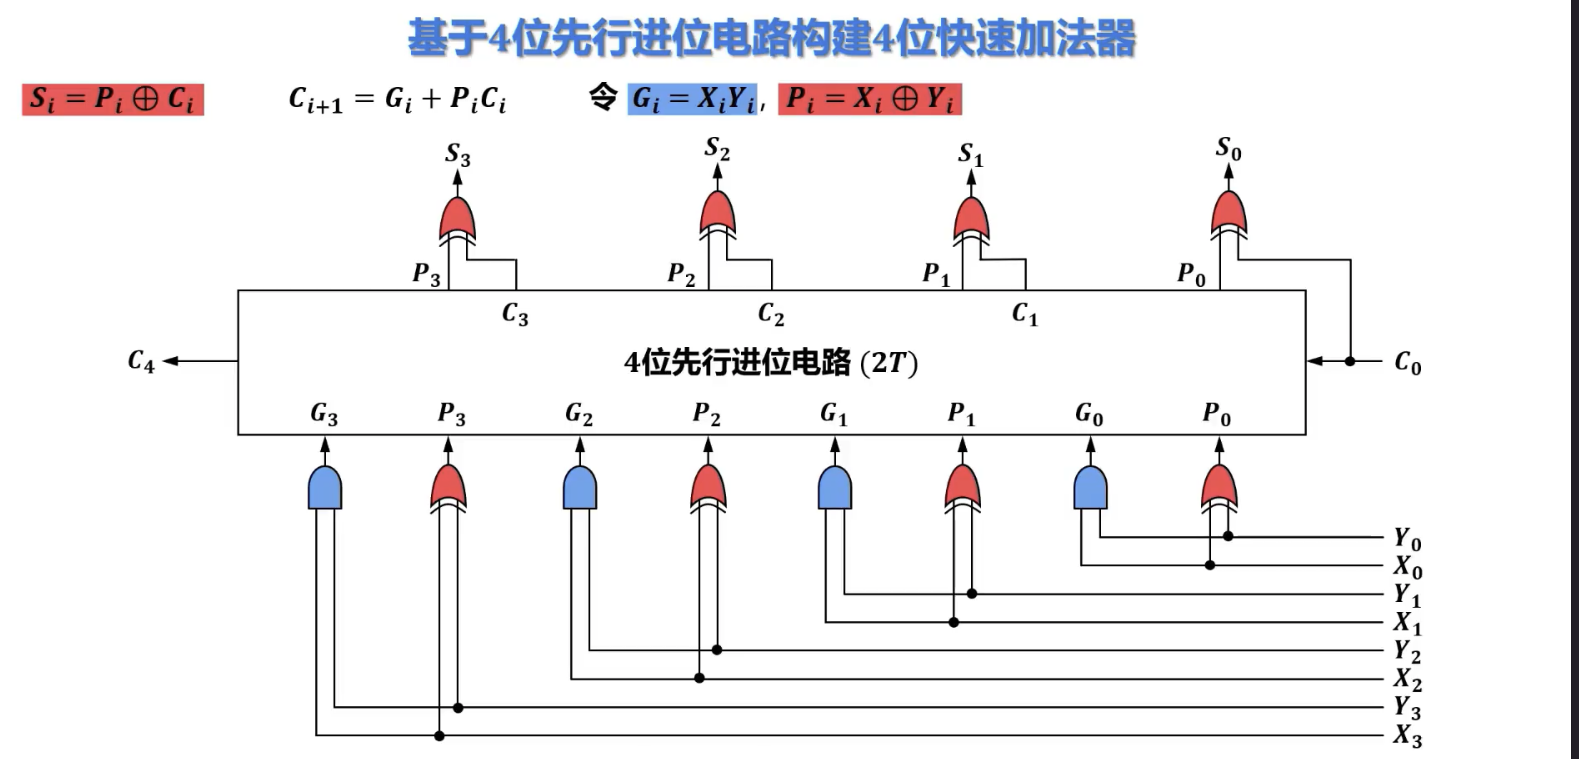 基于4位先行进位电路构建4位快速加法器
Sᵢ = Pᵢ ⊕ Cᵢ Cᵢ₊₁ = Gᵢ + PᵢCᵢ 令 Gᵢ = XᵢYᵢ, Pᵢ = Xᵢ ⊕ Yᵢ
S₃ S₂ S₁ S₀
P₃ P₂ P₁ P₀
C₃ C₂ C₁
C₄ 4位先行进位电路 (2T) C₀
G₃ P₃ G₂ P₂ G₁ P₁ G₀ P₀
Y₀
X₀
Y₁
X₁
Y₂
X₂
Y₃
X₃